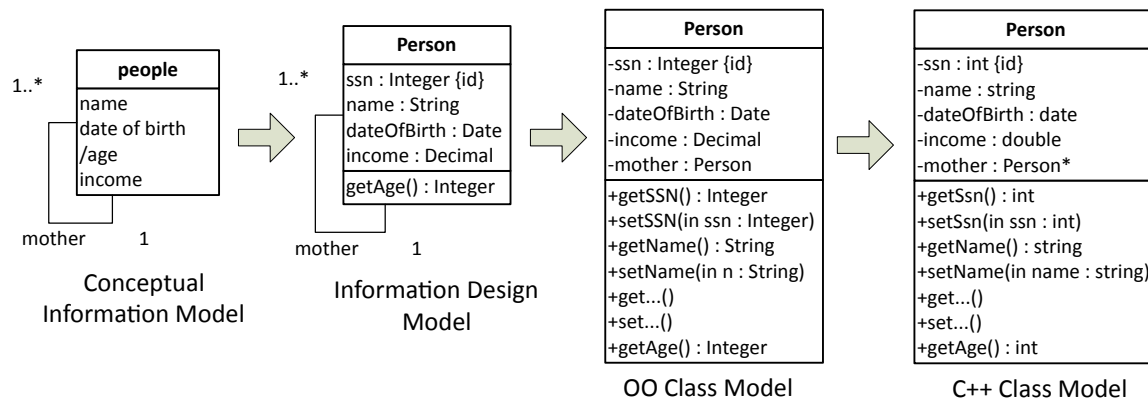 1..*
people
name
date of birth
/age
income
mother
1
Conceptual
Information Model
1..*
Person
ssn : Integer {id}
name : String
dateOfBirth : Date
income : Decimal
getAge() : Integer
mother
1
Information Design
Model
Person
-ssn : Integer {id}
-name : String
-dateOfBirth : Date
-income : Decimal
-mother : Person
+getSSN() : Integer
+setSSN(in ssn : Integer)
+getName() : String
+setName(in n : String)
+get...()
+set...()
+getAge() : Integer
OO Class Model
Person
-ssn : int {id}
-name : string
-dateOfBirth : date
-income : double
-mother : Person*
+getSsn() : int
+setSsn(in ssn : int)
+getName() : string
+setName(in name : string)
+get...()
+set...()
+getAge() : int
C++ Class Model